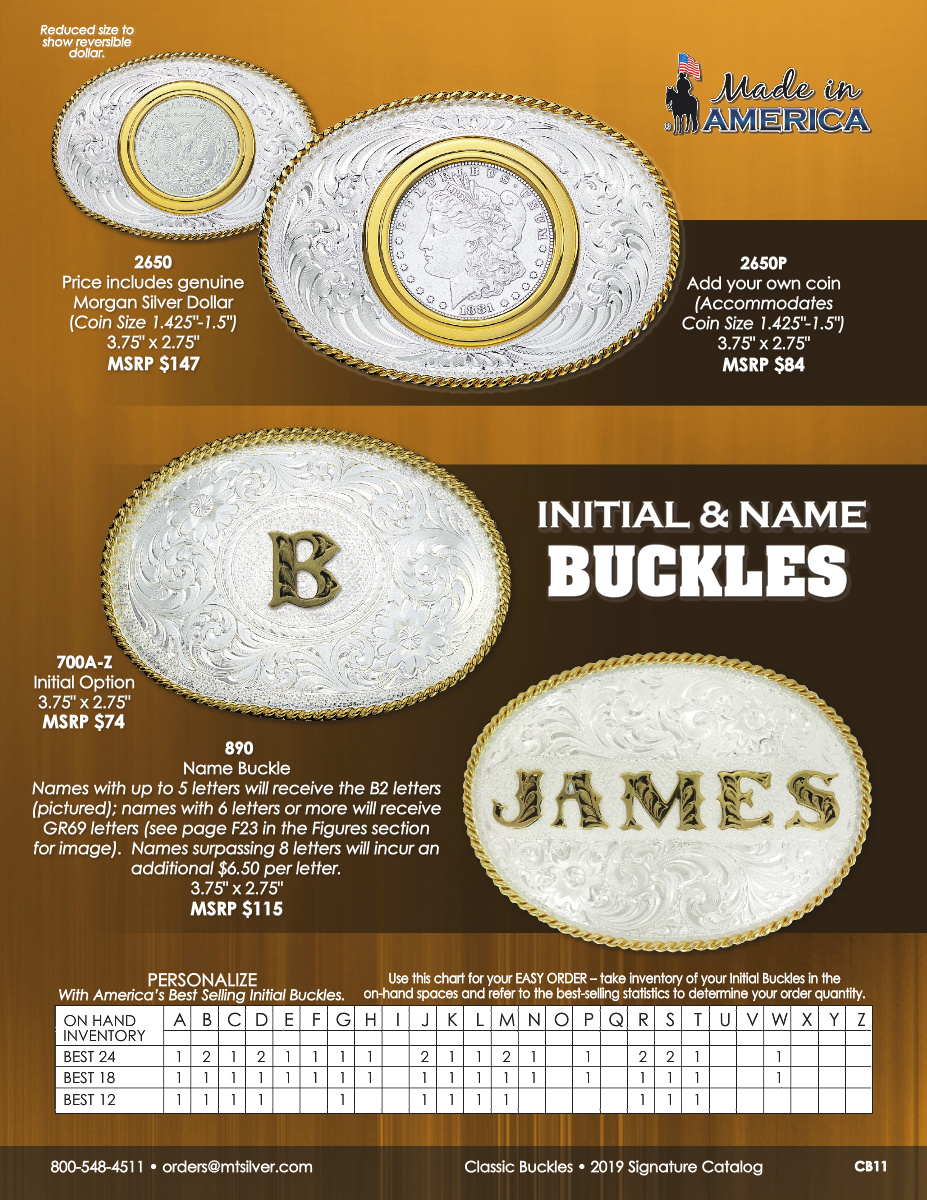 Reduced size to
show reversible
dollar.
Made in
AMERICA
E PLURIBUS UNUM
1881
2650
Price includes genuine
Morgan Silver Dollar
(Coin Size 1.425"-1.5")
3.75" x 2.75"
MSRP $147
2650P
Add your own coin
(Accommodates
Coin Size 1.425"-1.5")
3.75" x 2.75"
MSRP $84
INITIAL & NAME
BUCKLES
B
700A-Z
Initial Option
3.75" x 2.75"
MSRP $74
890
Name Buckle
Names with up to 5 letters will receive the B2 letters
(pictured); names with 6 letters or more will receive
GR69 letters (see page F23 in the Figures section
for image). Names surpassing 8 letters will incur an
additional $6.50 per letter.
3.75" x 2.75"
MSRP $115
JAMES
PERSONALIZE
With America's Best Selling Initial Buckles.
Use this chart for your EASY ORDER – take inventory of your Initial Buckles in the
on-hand spaces and refer to the best-selling statistics to determine your order quantity.
ON HAND INVENTORY A B C D E F G H I J K L M N O P Q R S T U V W X Y Z
BEST 24 1 2 1 2 1 1 1 1 2 1 1 2 1 1 2 2 1 1
BEST 18 1 1 1 1 1 1 1 1 1 1 1 1 1 1 1 1 1 1
BEST 12 1 1 1 1 1 1 1 1 1 1 1 1
800-548-4511 • orders@mtsilver.com
Classic Buckles • 2019 Signature Catalog
CB11